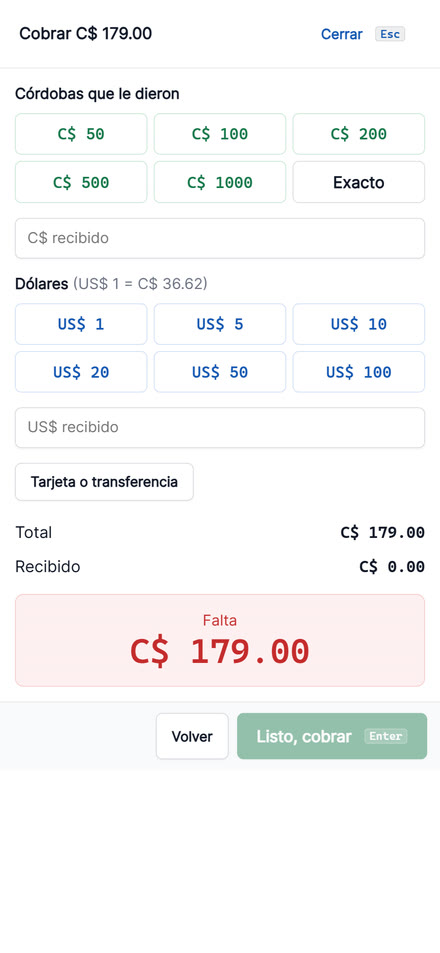 Cobrar C$ 179.00
Cerrar Esc
Córdobas que le dieron
C$ 50 C$ 100 C$ 200
C$ 500 C$ 1000 Exacto
C$ recibido
Dólares (US$ 1 = C$ 36.62)
US$ 1 US$ 5 US$ 10
US$ 20 US$ 50 US$ 100
US$ recibido
Tarjeta o transferencia
Total C$ 179.00
Recibido C$ 0.00
Falta
C$ 179.00
Volver Listo, cobrar Enter